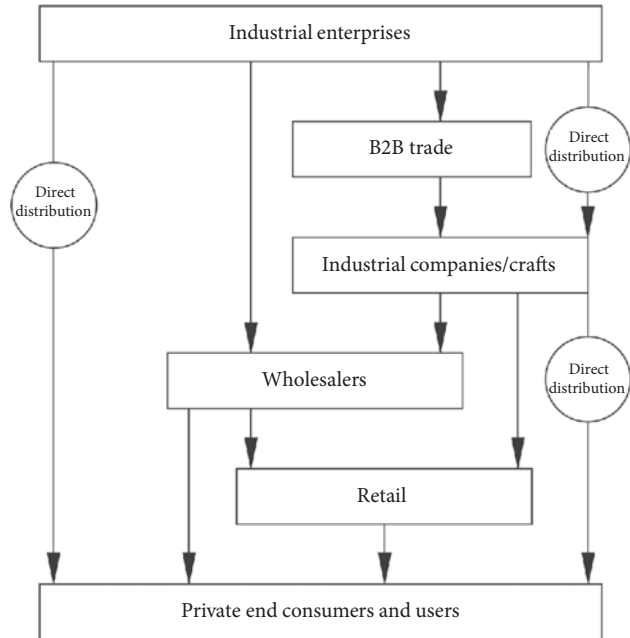 Industrial enterprises
B2B trade
Direct
distribution
Direct
distribution
Industrial companies/crafts
Wholesalers
Direct
distribution
Retail
Private end consumers and users